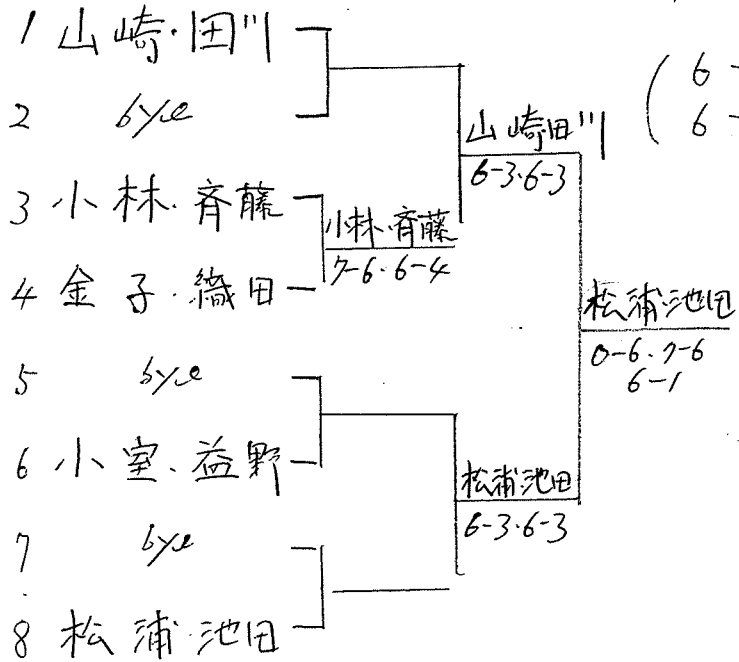 1 山崎・田川
2 bye
3 小林・斉藤
4 金子・織田
5 bye
6 小室、益野
7 bye
8 松浦・池田
小林・斉藤
7-6・6-4
山崎田川
6-3・6-3
松浦池田
6-3・6-3
松浦池田
0-6・7-6
6-1
( 6-
6-